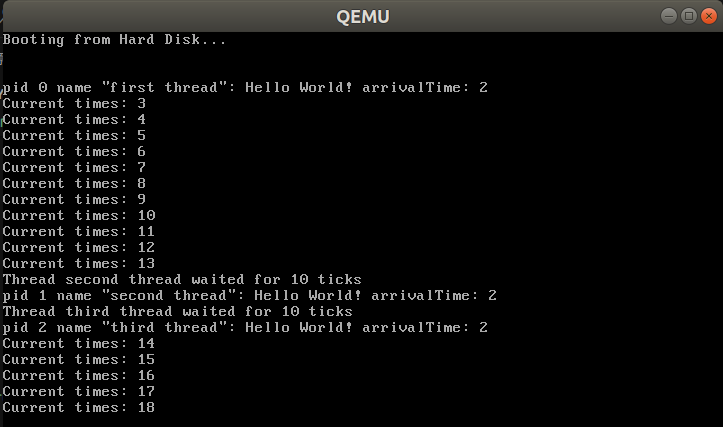 QEMU
Booting from Hard Disk...
pid 0 name "first thread": Hello World! arrivalTime: 2
Current times: 3
Current times: 4
Current times: 5
Current times: 6
Current times: 7
Current times: 8
Current times: 9
Current times: 10
Current times: 11
Current times: 12
Current times: 13
Thread second thread waited for 10 ticks
pid 1 name "second thread": Hello World! arrivalTime: 2
Thread third thread waited for 10 ticks
pid 2 name "third thread": Hello World! arrivalTime: 2
Current times: 14
Current times: 15
Current times: 16
Current times: 17
Current times: 18